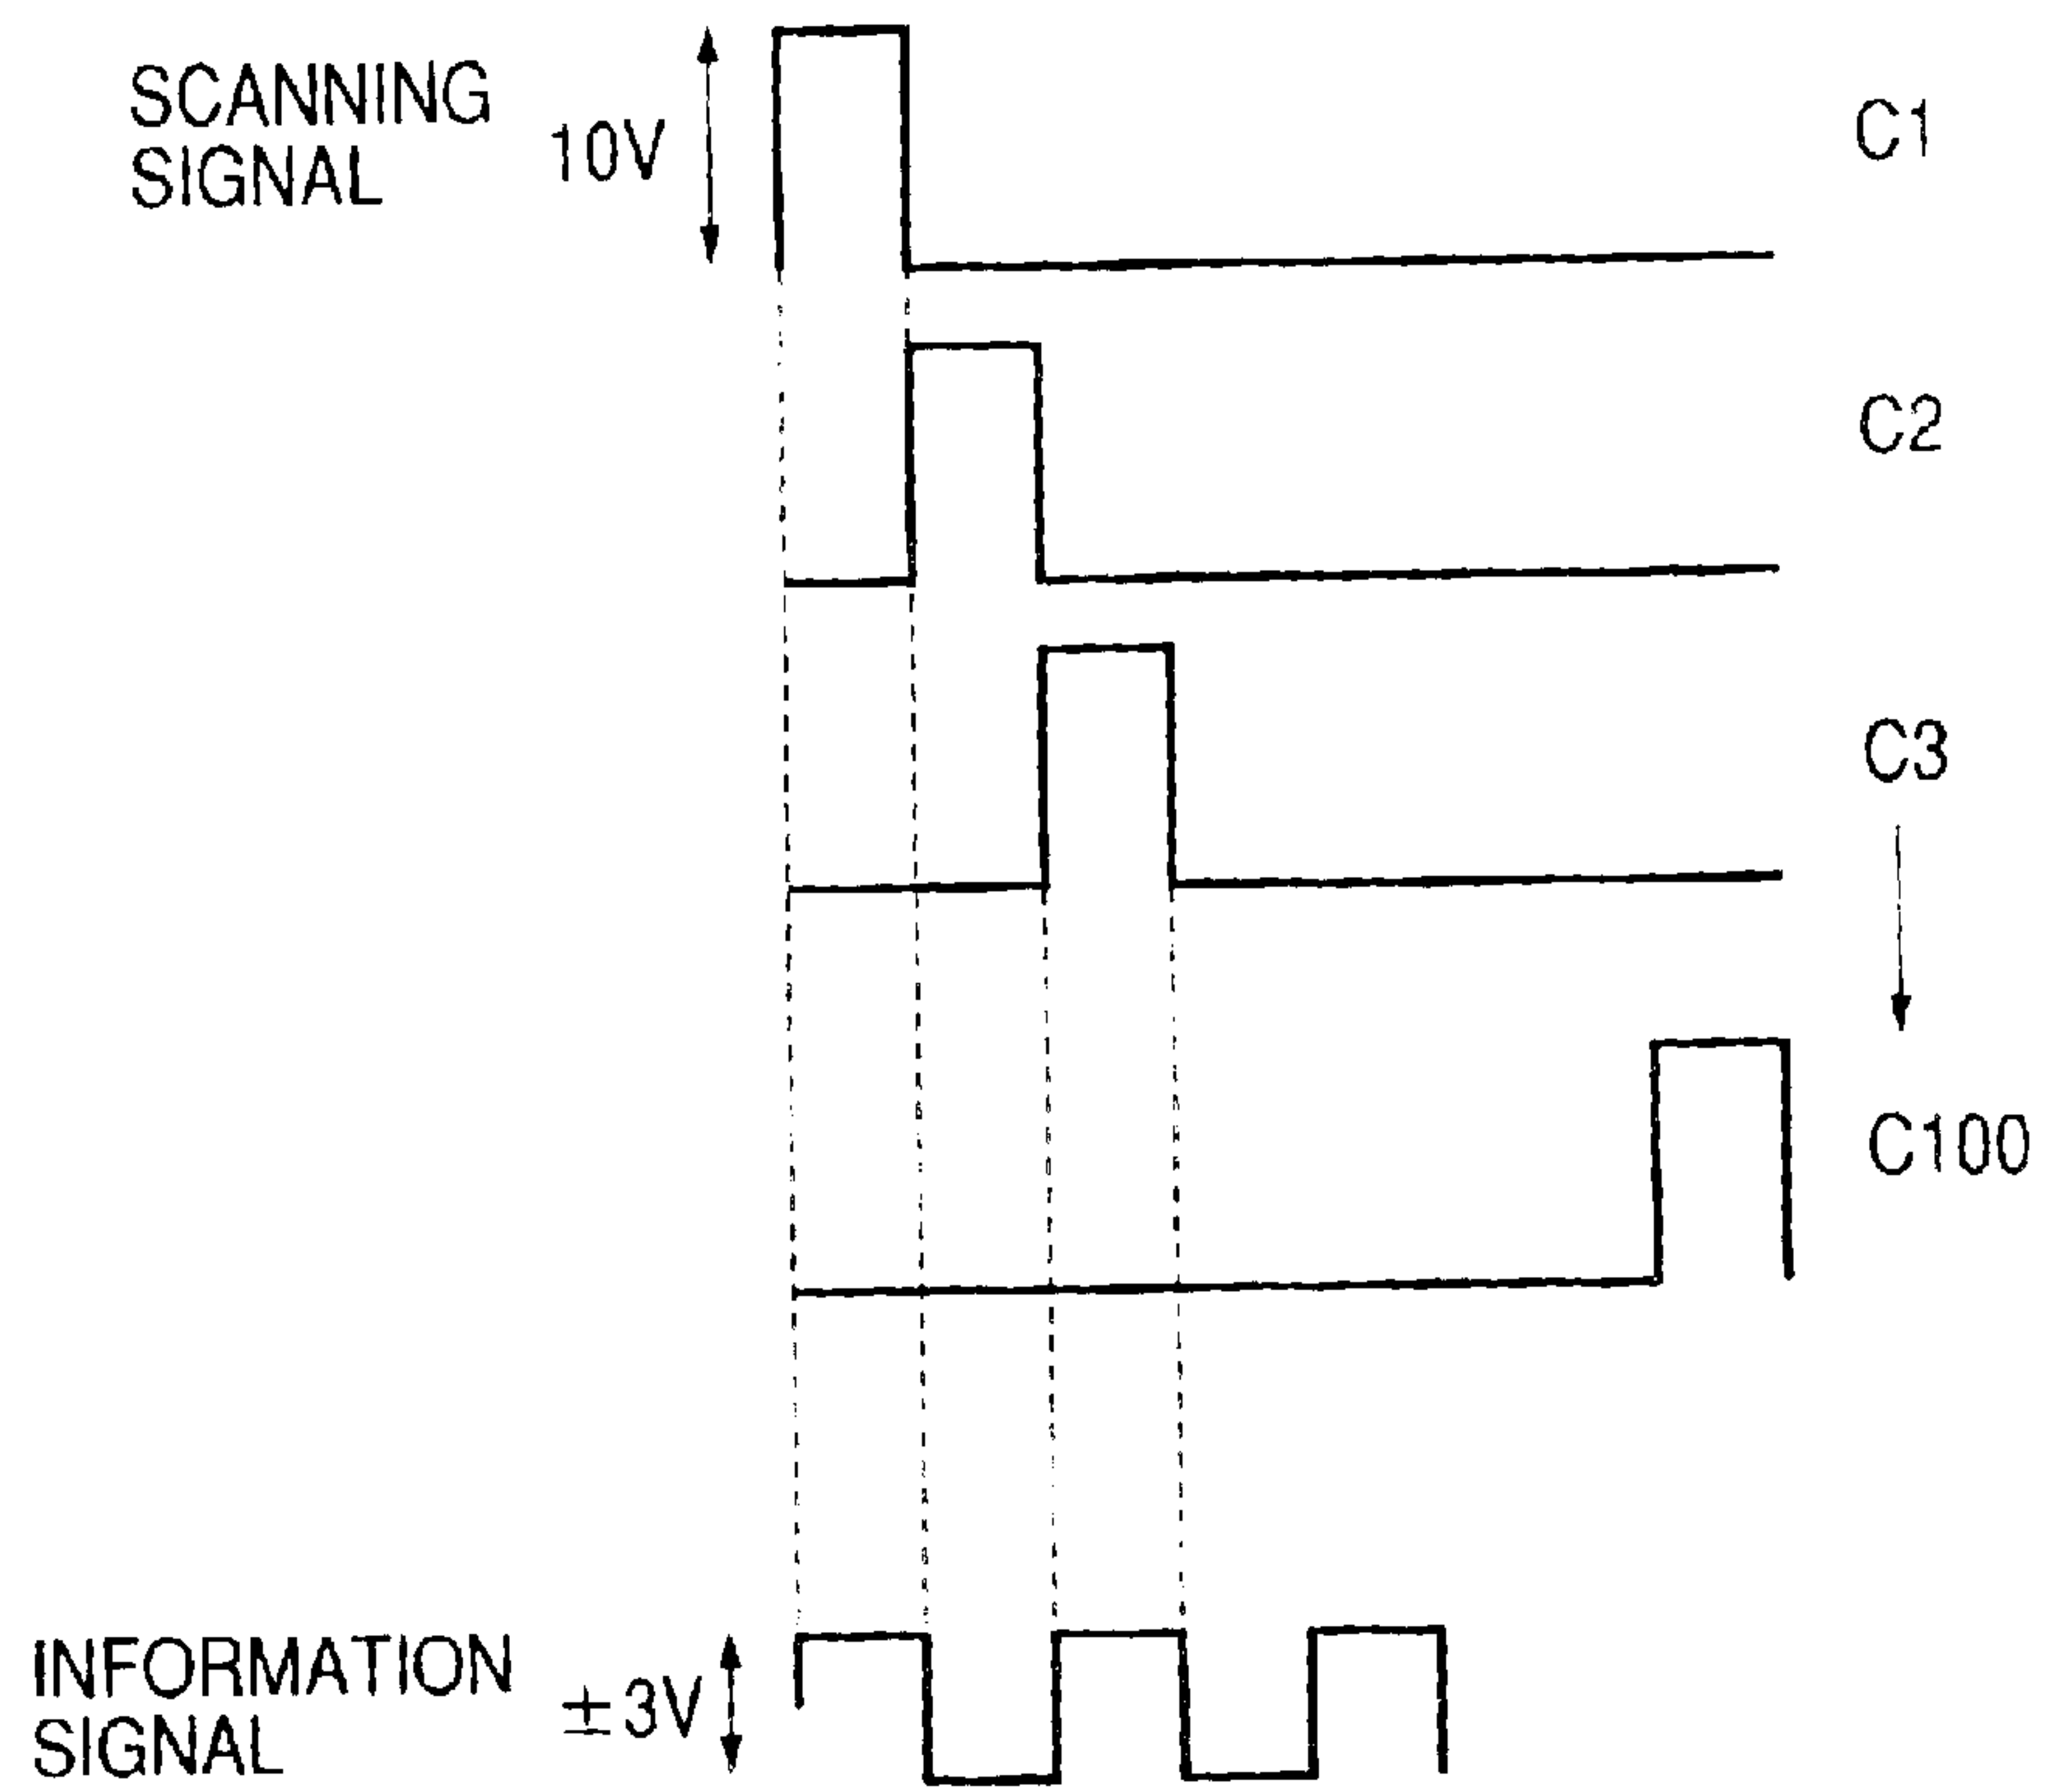 SCANNING
SIGNAL
10V
C1
C2
C3
C100
INFORMATION
SIGNAL
±3V